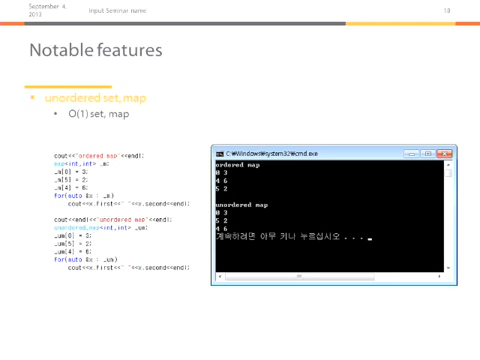 September 4,
2013
Input Seminar name
18
Notable features
unordered set, map
O(1) set, map
cout<<"ordered map"<<endl;
map<int,int> _m;
_m[0] = 3;
_m[5] = 2;
_m[4] = 6;
for(auto &x : _m)
cout<<x.first<<" "<<x.second<<endl;
cout<<endl<<"unordered map"<<endl;
unordered_map<int,int> _um;
_um[0] = 3;
_um[5] = 2;
_um[4] = 6;
for(auto &x : _um)
cout<<x.first<<" "<<x.second<<endl;
C:₩Windows₩system32₩cmd.exe
ordered map
0 3
4 6
5 2
unordered map
0 3
5 2
4 6
계속하려면 아무 키나 누르십시오 . . .